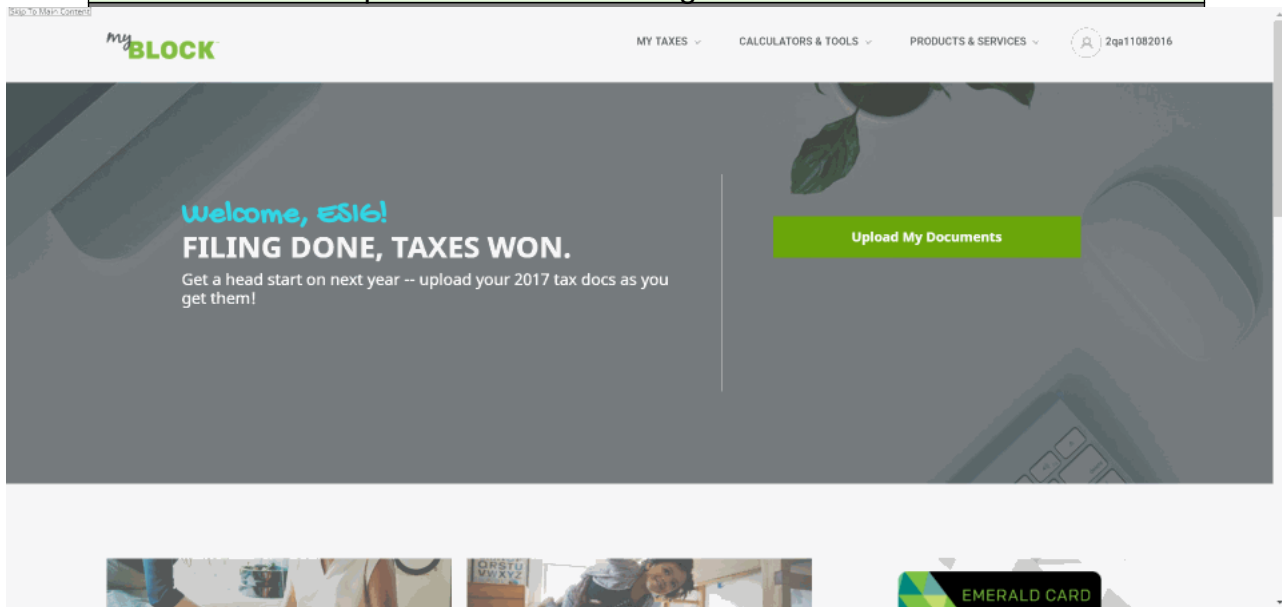 Skip To Main Content
my BLOCK
MY TAXES
CALCULATORS & TOOLS
PRODUCTS & SERVICES
2qa11082016
Welcome, ES16!
FILING DONE, TAXES WON.
Get a head start on next year -- upload your 2017 tax docs as you
get them!
Upload My Documents
QRSTU
VWXYZ
EMERALD CARD